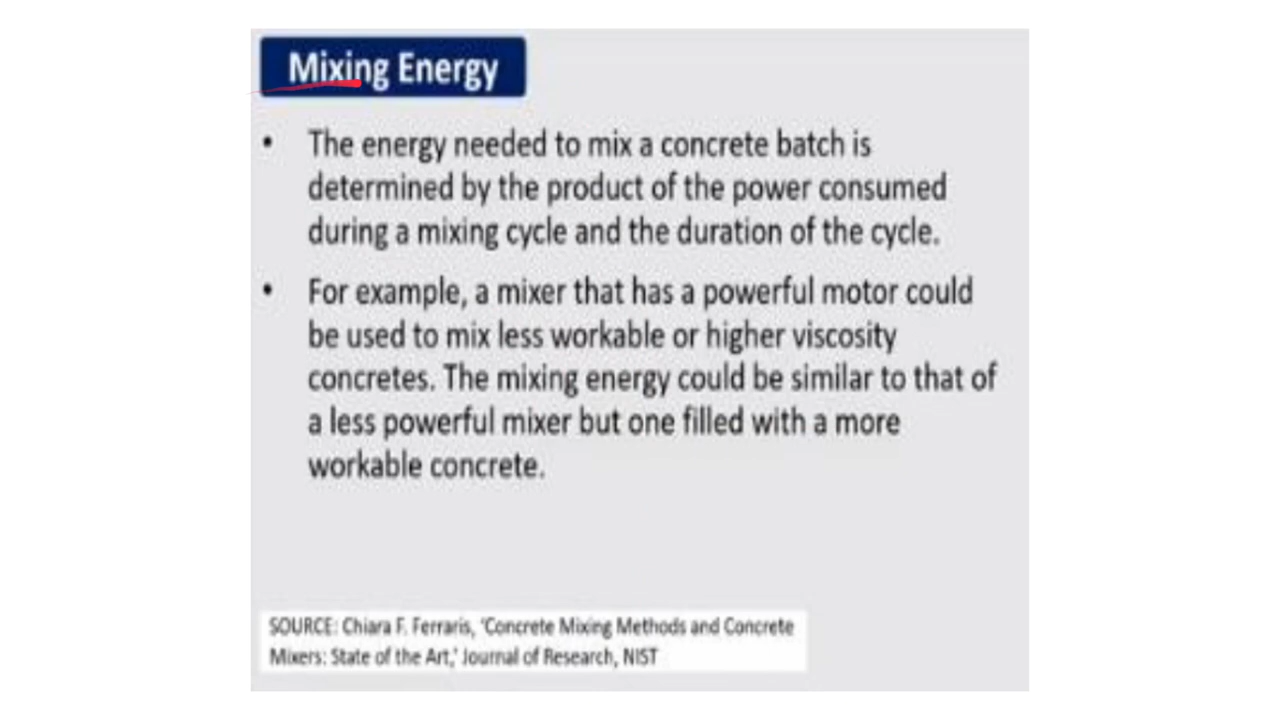 Mixing Energy
• The energy needed to mix a concrete batch is
determined by the product of the power consumed
during a mixing cycle and the duration of the cycle.
• For example, a mixer that has a powerful motor could
be used to mix less workable or higher viscosity
concretes. The mixing energy could be similar to that of
a less powerful mixer but one filled with a more
workable concrete.
SOURCE: Chiara F. Ferraris, 'Concrete Mixing Methods and Concrete
Mixers: State of the Art,' Journal of Research, NIST